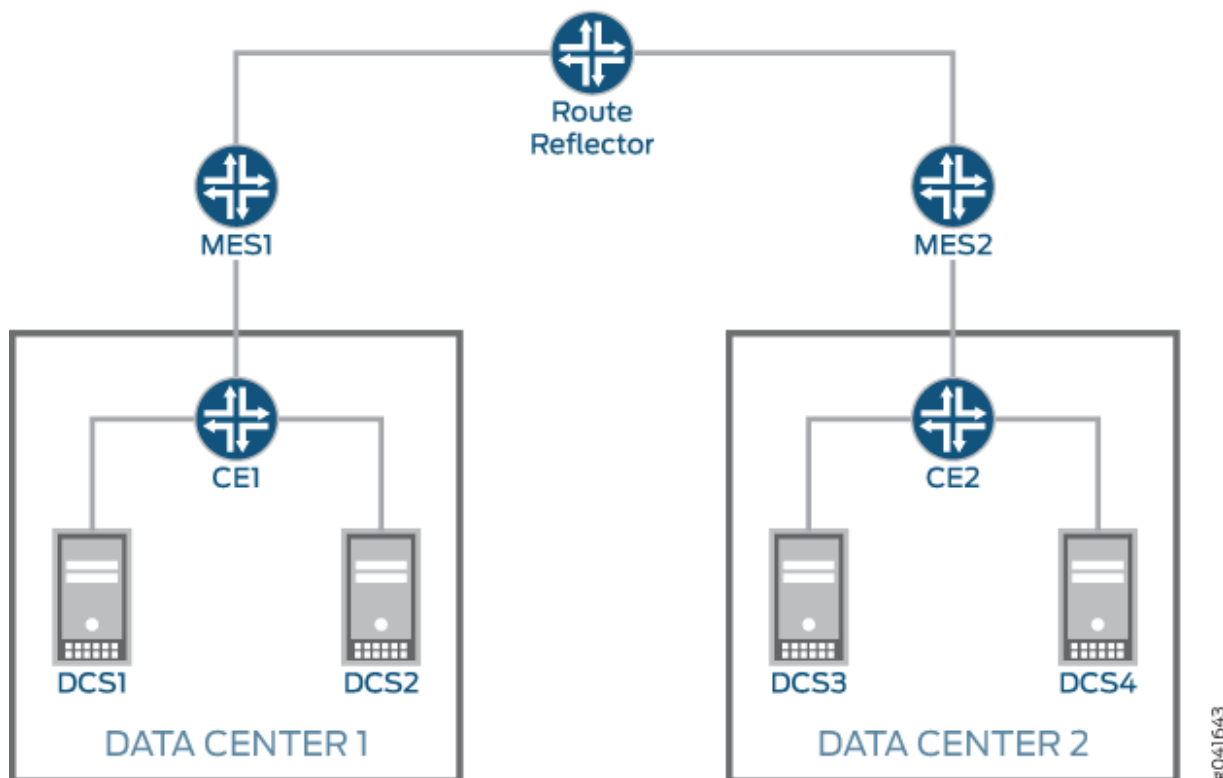 Route
Reflector
MES1
MES2
CE1
CE2
DCS1
DCS2
DCS3
DCS4
DATA CENTER 1
DATA CENTER 2
g041643